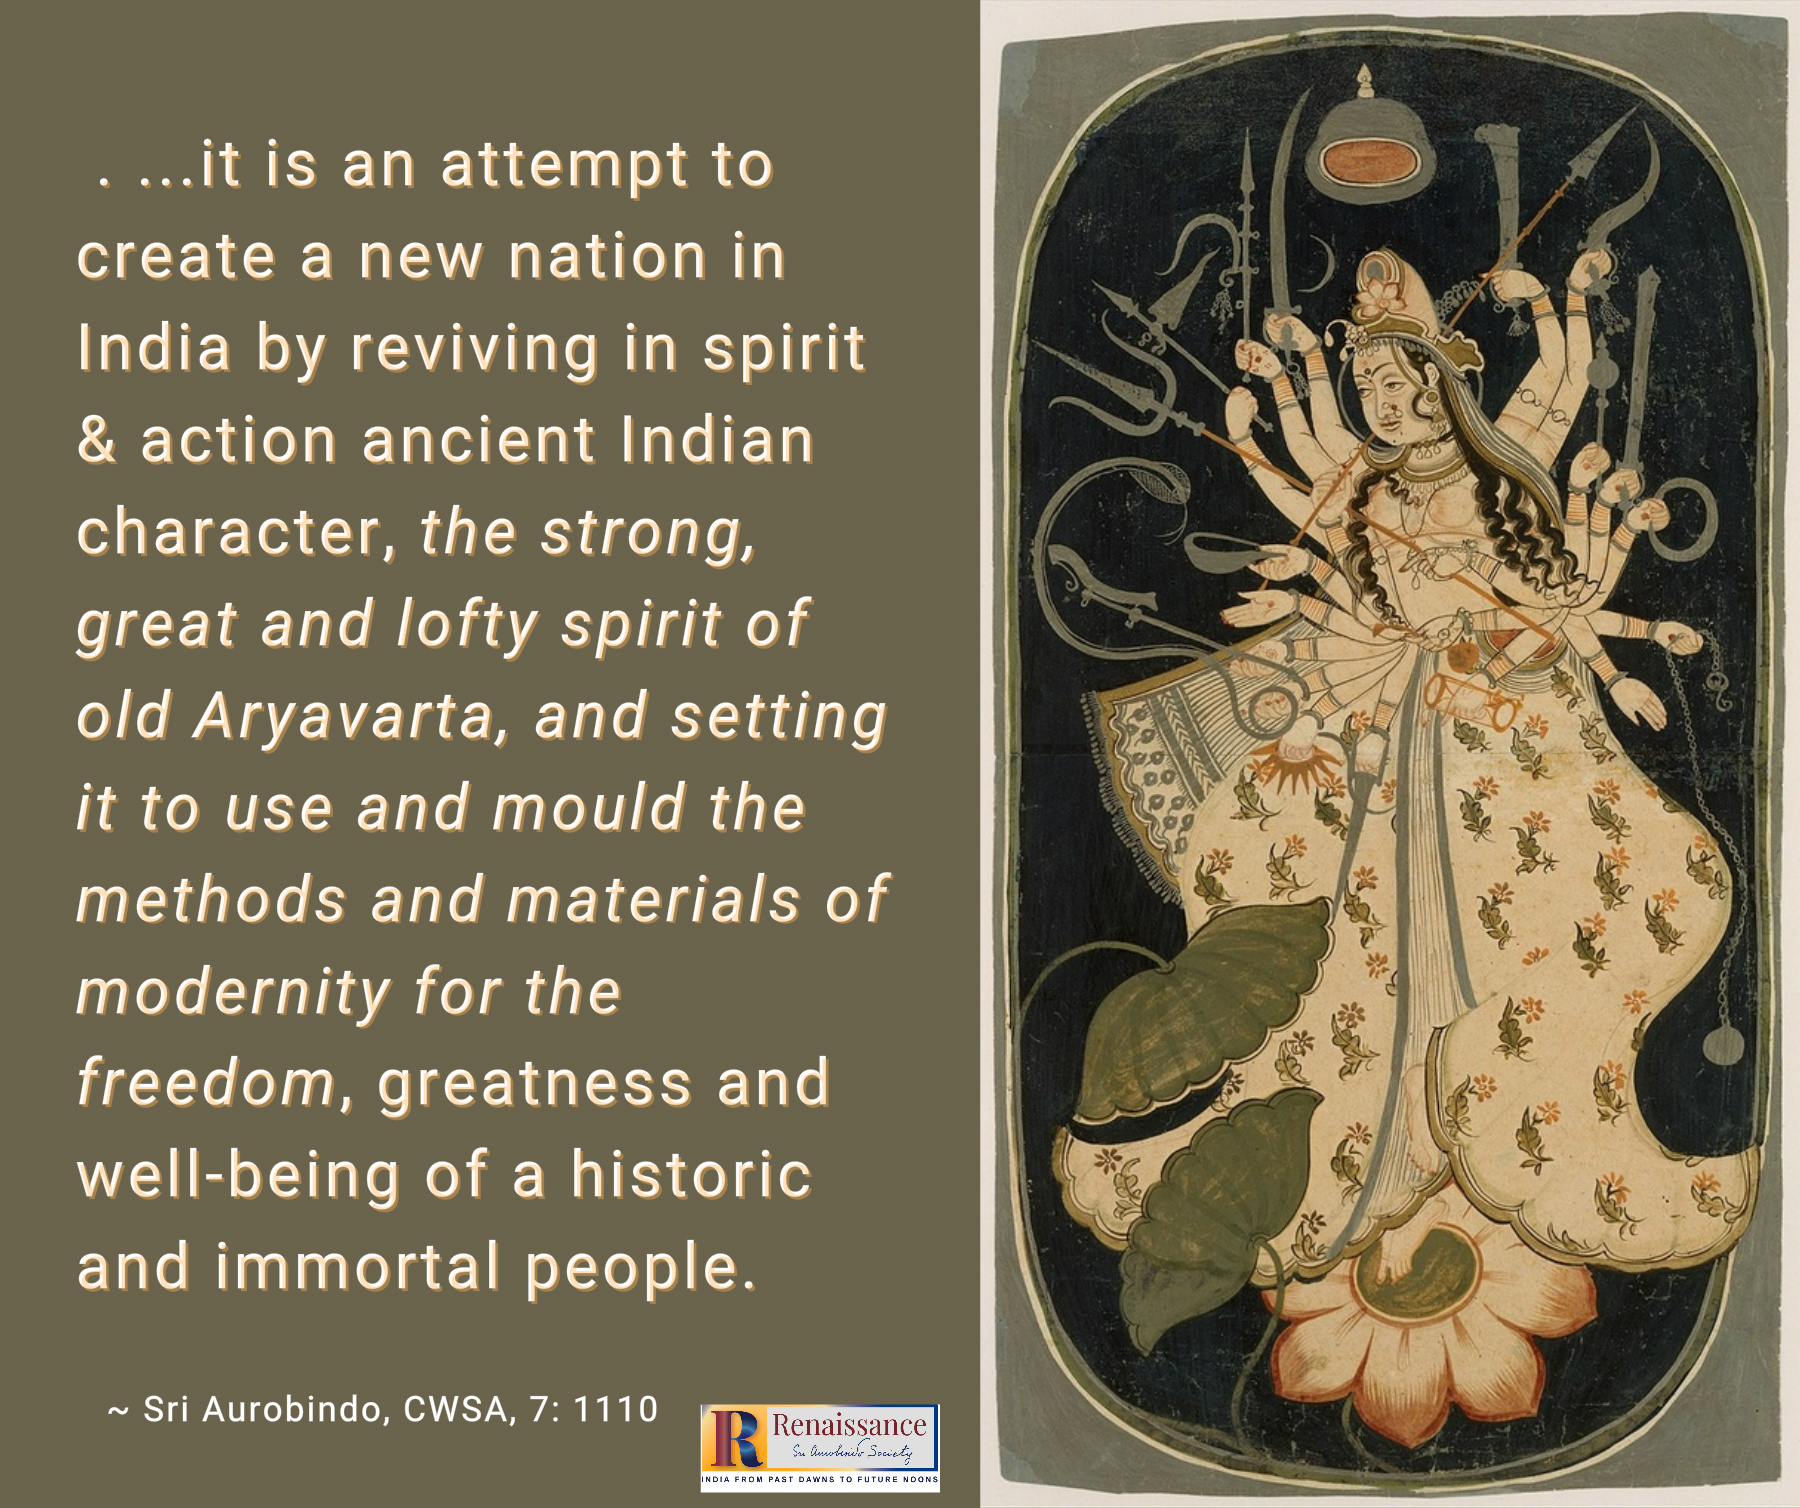 . ...it is an attempt to
create a new nation in
India by reviving in spirit
& action ancient Indian
character, the strong,
great and lofty spirit of
old Aryavarta, and setting
it to use and mould the
methods and materials of
modernity for the
freedom, greatness and
well-being of a historic
and immortal people.
~ Sri Aurobindo, CWSA, 7: 1110
R Renaissance
Sri Aurobindo Society
INDIA FROM PAST DAWNS TO FUTURE NOONS